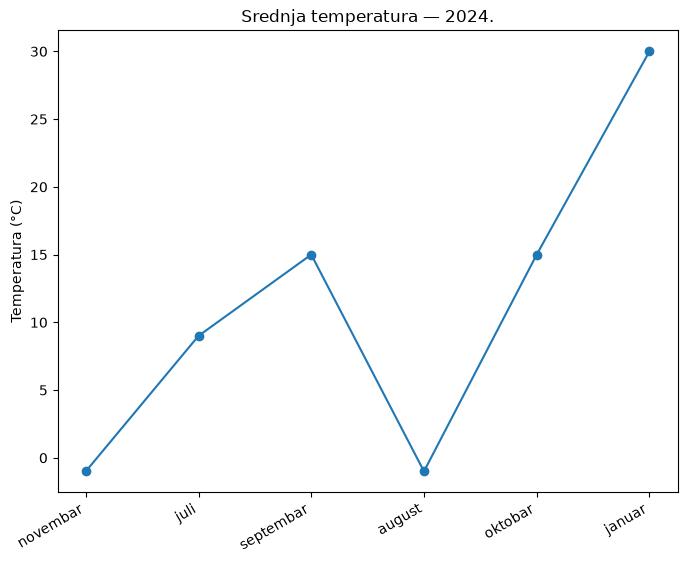 Srednja temperatura — 2024.
Temperatura (°C)
30
25
20
15
10
5
0
novembar
juli
septembar
august
oktobar
januar